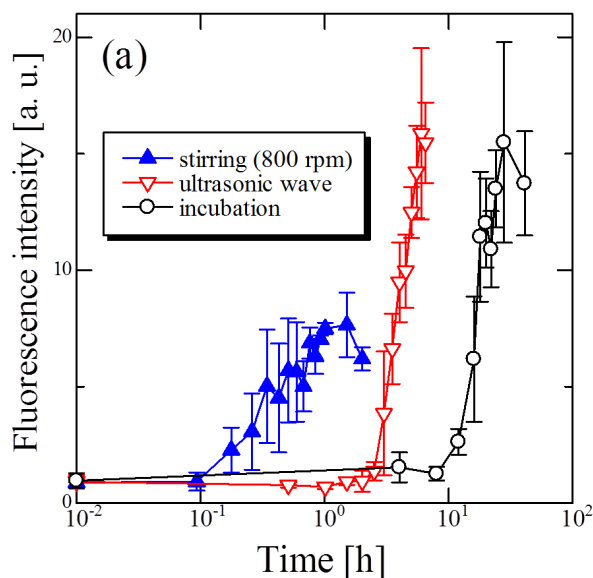 (a)
20
10
0
Fluorescence intensity [a. u.]
stirring (800 rpm)
ultrasonic wave
incubation
10⁻² 10⁻¹ 10⁰ 10¹ 10²
Time [h]